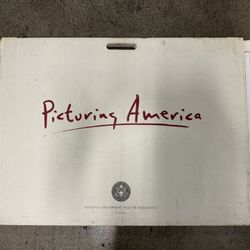 Picturing America
NATIONAL ENDOWMENT FOR THE HUMANITIES